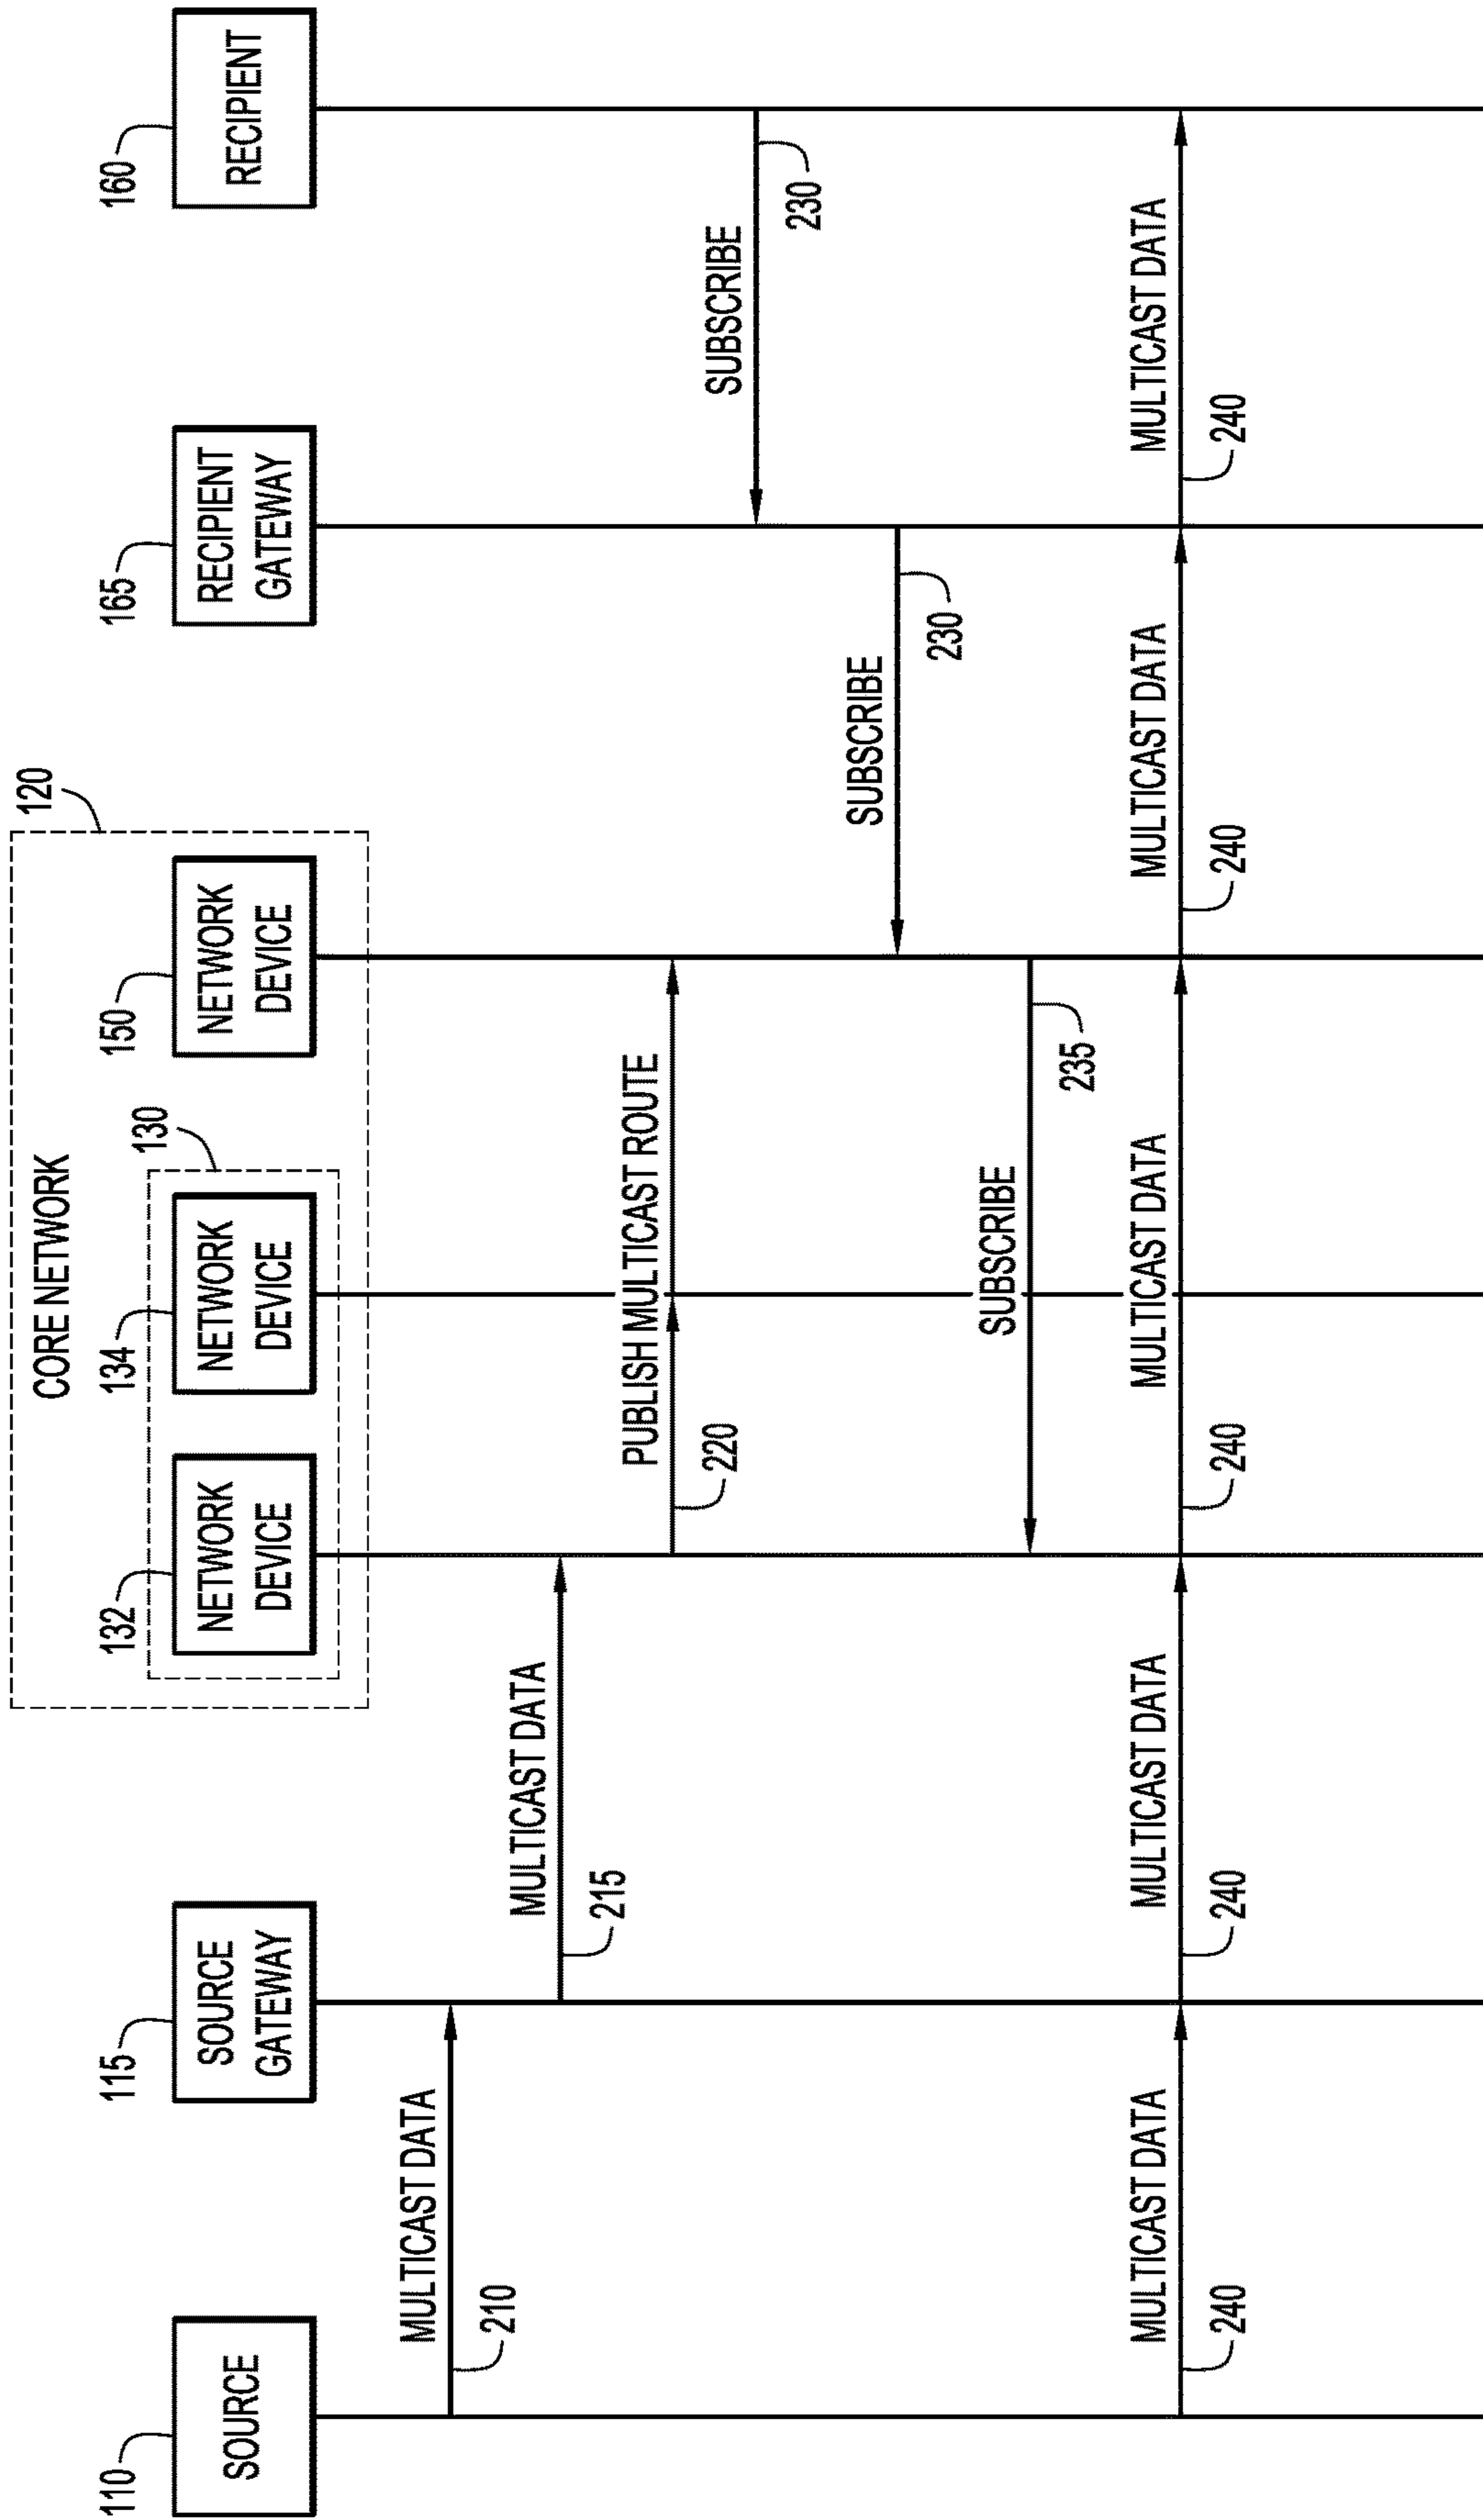 CORE NETWORK
120
130
110
115
132
134
150
165
160
SOURCE
SOURCE
GATEWAY
NETWORK
DEVICE
NETWORK
DEVICE
NETWORK
DEVICE
RECIPIENT
GATEWAY
RECIPIENT
MULTICAST DATA
210
MULTICAST DATA
215
PUBLISH MULTICAST ROUTE
220
SUBSCRIBE
230
SUBSCRIBE
230
SUBSCRIBE
235
MULTICAST DATA
MULTICAST DATA
MULTICAST DATA
MULTICAST DATA
MULTICAST DATA
240
240
240
240
240